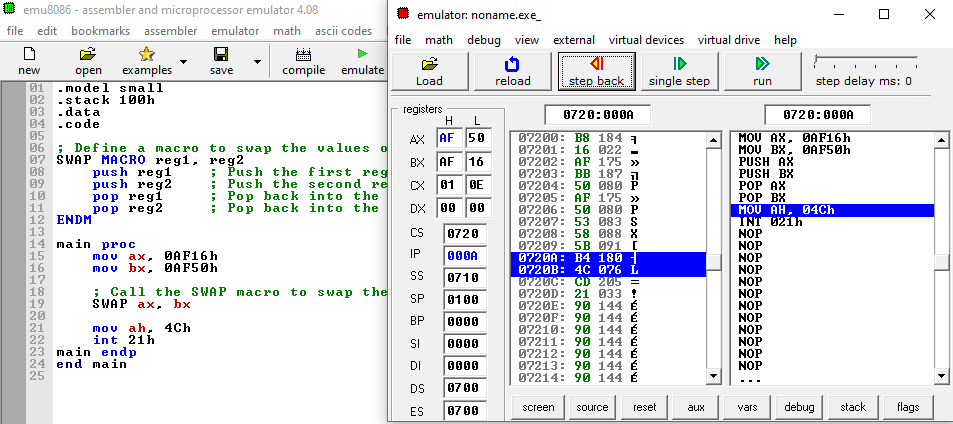 emu8086 - assembler and microprocessor emulator 4.08
file edit bookmarks assembler emulator math ascii codes
new open examples save compile emulate
01 .model small
02 .stack 100h
03 .data
04 .code
05
06 ; Define a macro to swap the values o
07 SWAP MACRO reg1, reg2
08 push reg1 ; Push the first reg
09 push reg2 ; Push the second re
10 pop reg1 ; Pop back into the
11 pop reg2 ; Pop back into the
12 ENDM
13
14 main proc
15 mov ax, 0AF16h
16 mov bx, 0AF50h
17
18 ; Call the SWAP macro to swap the
19 SWAP ax, bx
20
21 mov ah, 4Ch
22 int 21h
23 main endp
24 end main
25
emulator: noname.exe_
file math debug view external virtual devices virtual drive help
Load reload step back single step run step delay ms: 0
registers
H L
AX AF 50
BX AF 16
CX 01 0E
DX 00 00
CS 0720
IP 000A
SS 0710
SP 0100
BP 0000
SI 0000
DI 0000
DS 0700
ES 0700
0720:000A
07200: B8 184 ╕
07201: 16 022 ▬
07202: AF 175 »
07203: BB 187 ╗
07204: 50 080 P
07205: AF 175 »
07206: 50 080 P
07207: 53 083 S
07208: 58 088 X
07209: 5B 091 [
0720A: B4 180 ┤
0720B: 4C 076 L
0720C: CD 205 ═
0720D: 21 033 !
0720E: 90 144 É
0720F: 90 144 É
07210: 90 144 É
07211: 90 144 É
07212: 90 144 É
07213: 90 144 É
07214: 90 144 É
0720:000A
MOV AX, 0AF16h
MOV BX, 0AF50h
PUSH AX
PUSH BX
POP AX
POP BX
MOV AH, 04Ch
INT 021h
NOP
NOP
NOP
NOP
NOP
NOP
NOP
NOP
NOP
NOP
NOP
NOP
...
screen source reset aux vars debug stack flags